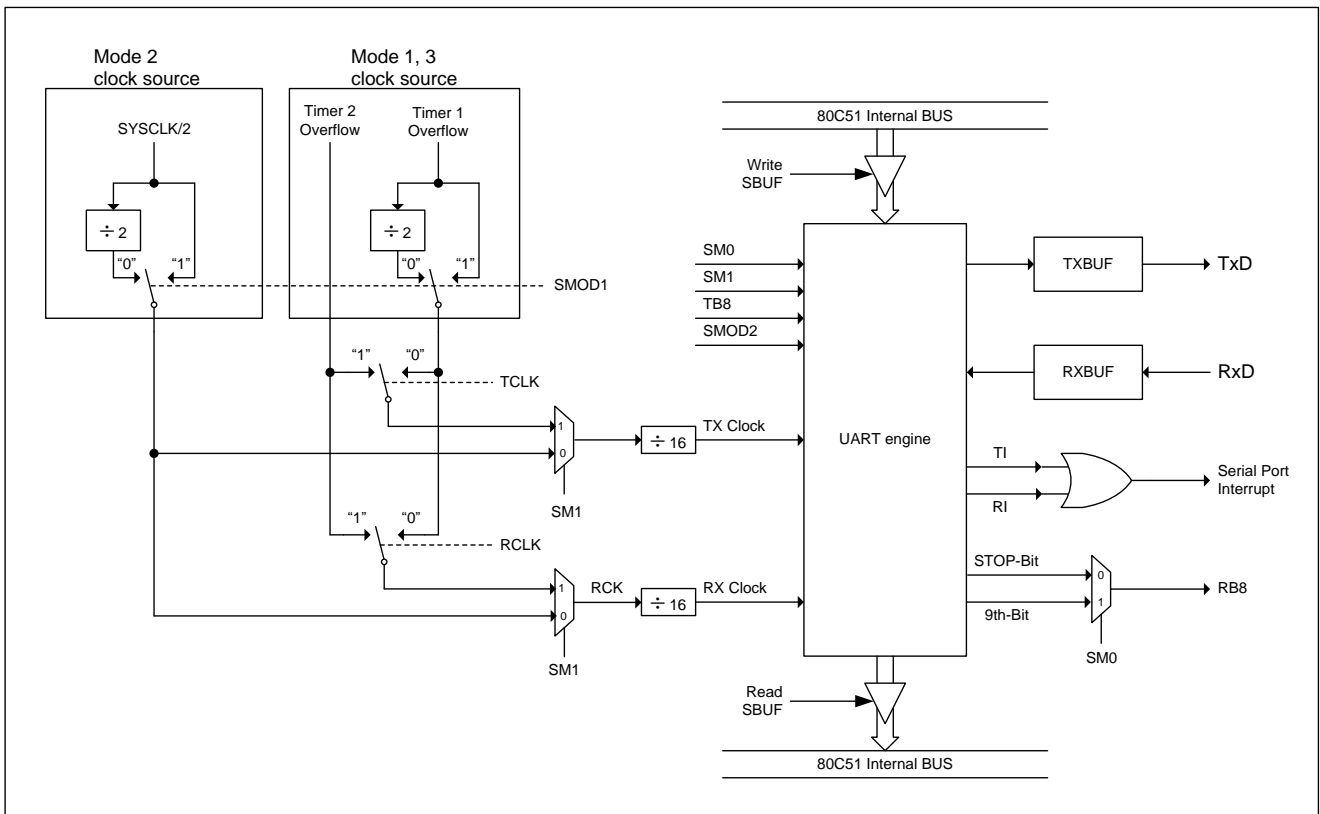 Mode 2
clock source
Mode 1, 3
clock source
SYSCLK/2
Timer 2
Overflow
Timer 1
Overflow
÷ 2
"0"
"1"
÷ 2
"0"
"1"
SMOD1
"1"
"0"
TCLK
1
0
SM1
÷ 16
TX Clock
"1"
"0"
RCLK
1
0
SM1
RCK
÷ 16
RX Clock
80C51 Internal BUS
Write
SBUF
SM0
SM1
TB8
SMOD2
UART engine
TXBUF
TxD
RXBUF
RxD
TI
RI
Serial Port
Interrupt
STOP-Bit
9th-Bit
0
1
RB8
SM0
Read
SBUF
80C51 Internal BUS